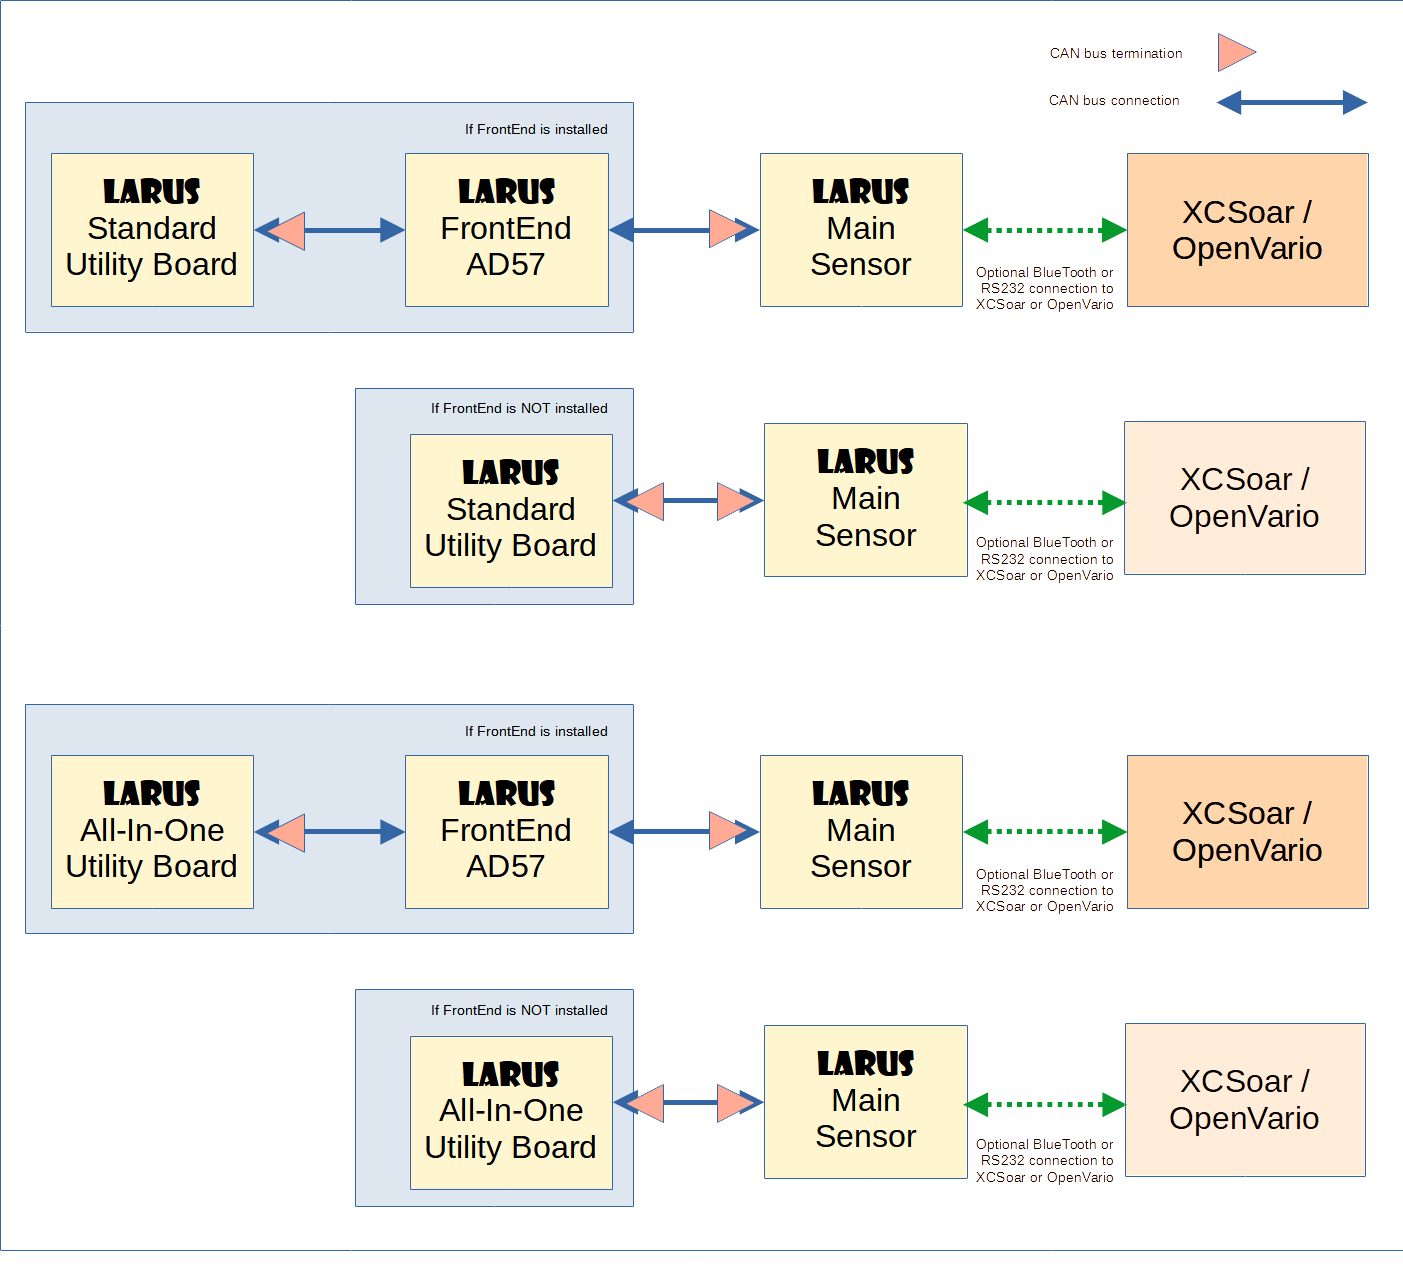 CAN bus termination
CAN bus connection
If FrontEnd is installed
LARUS
Standard
Utility Board
LARUS
FrontEnd
AD57
LARUS
Main
Sensor
Optional BlueTooth or
RS232 connection to
XCSoar or OpenVario
XCSoar /
OpenVario
If FrontEnd is NOT installed
LARUS
Standard
Utility Board
LARUS
Main
Sensor
Optional BlueTooth or
RS232 connection to
XCSoar or OpenVario
XCSoar /
OpenVario
If FrontEnd is installed
LARUS
All-In-One
Utility Board
LARUS
FrontEnd
AD57
LARUS
Main
Sensor
Optional BlueTooth or
RS232 connection to
XCSoar or OpenVario
XCSoar /
OpenVario
If FrontEnd is NOT installed
LARUS
All-In-One
Utility Board
LARUS
Main
Sensor
Optional BlueTooth or
RS232 connection to
XCSoar or OpenVario
XCSoar /
OpenVario